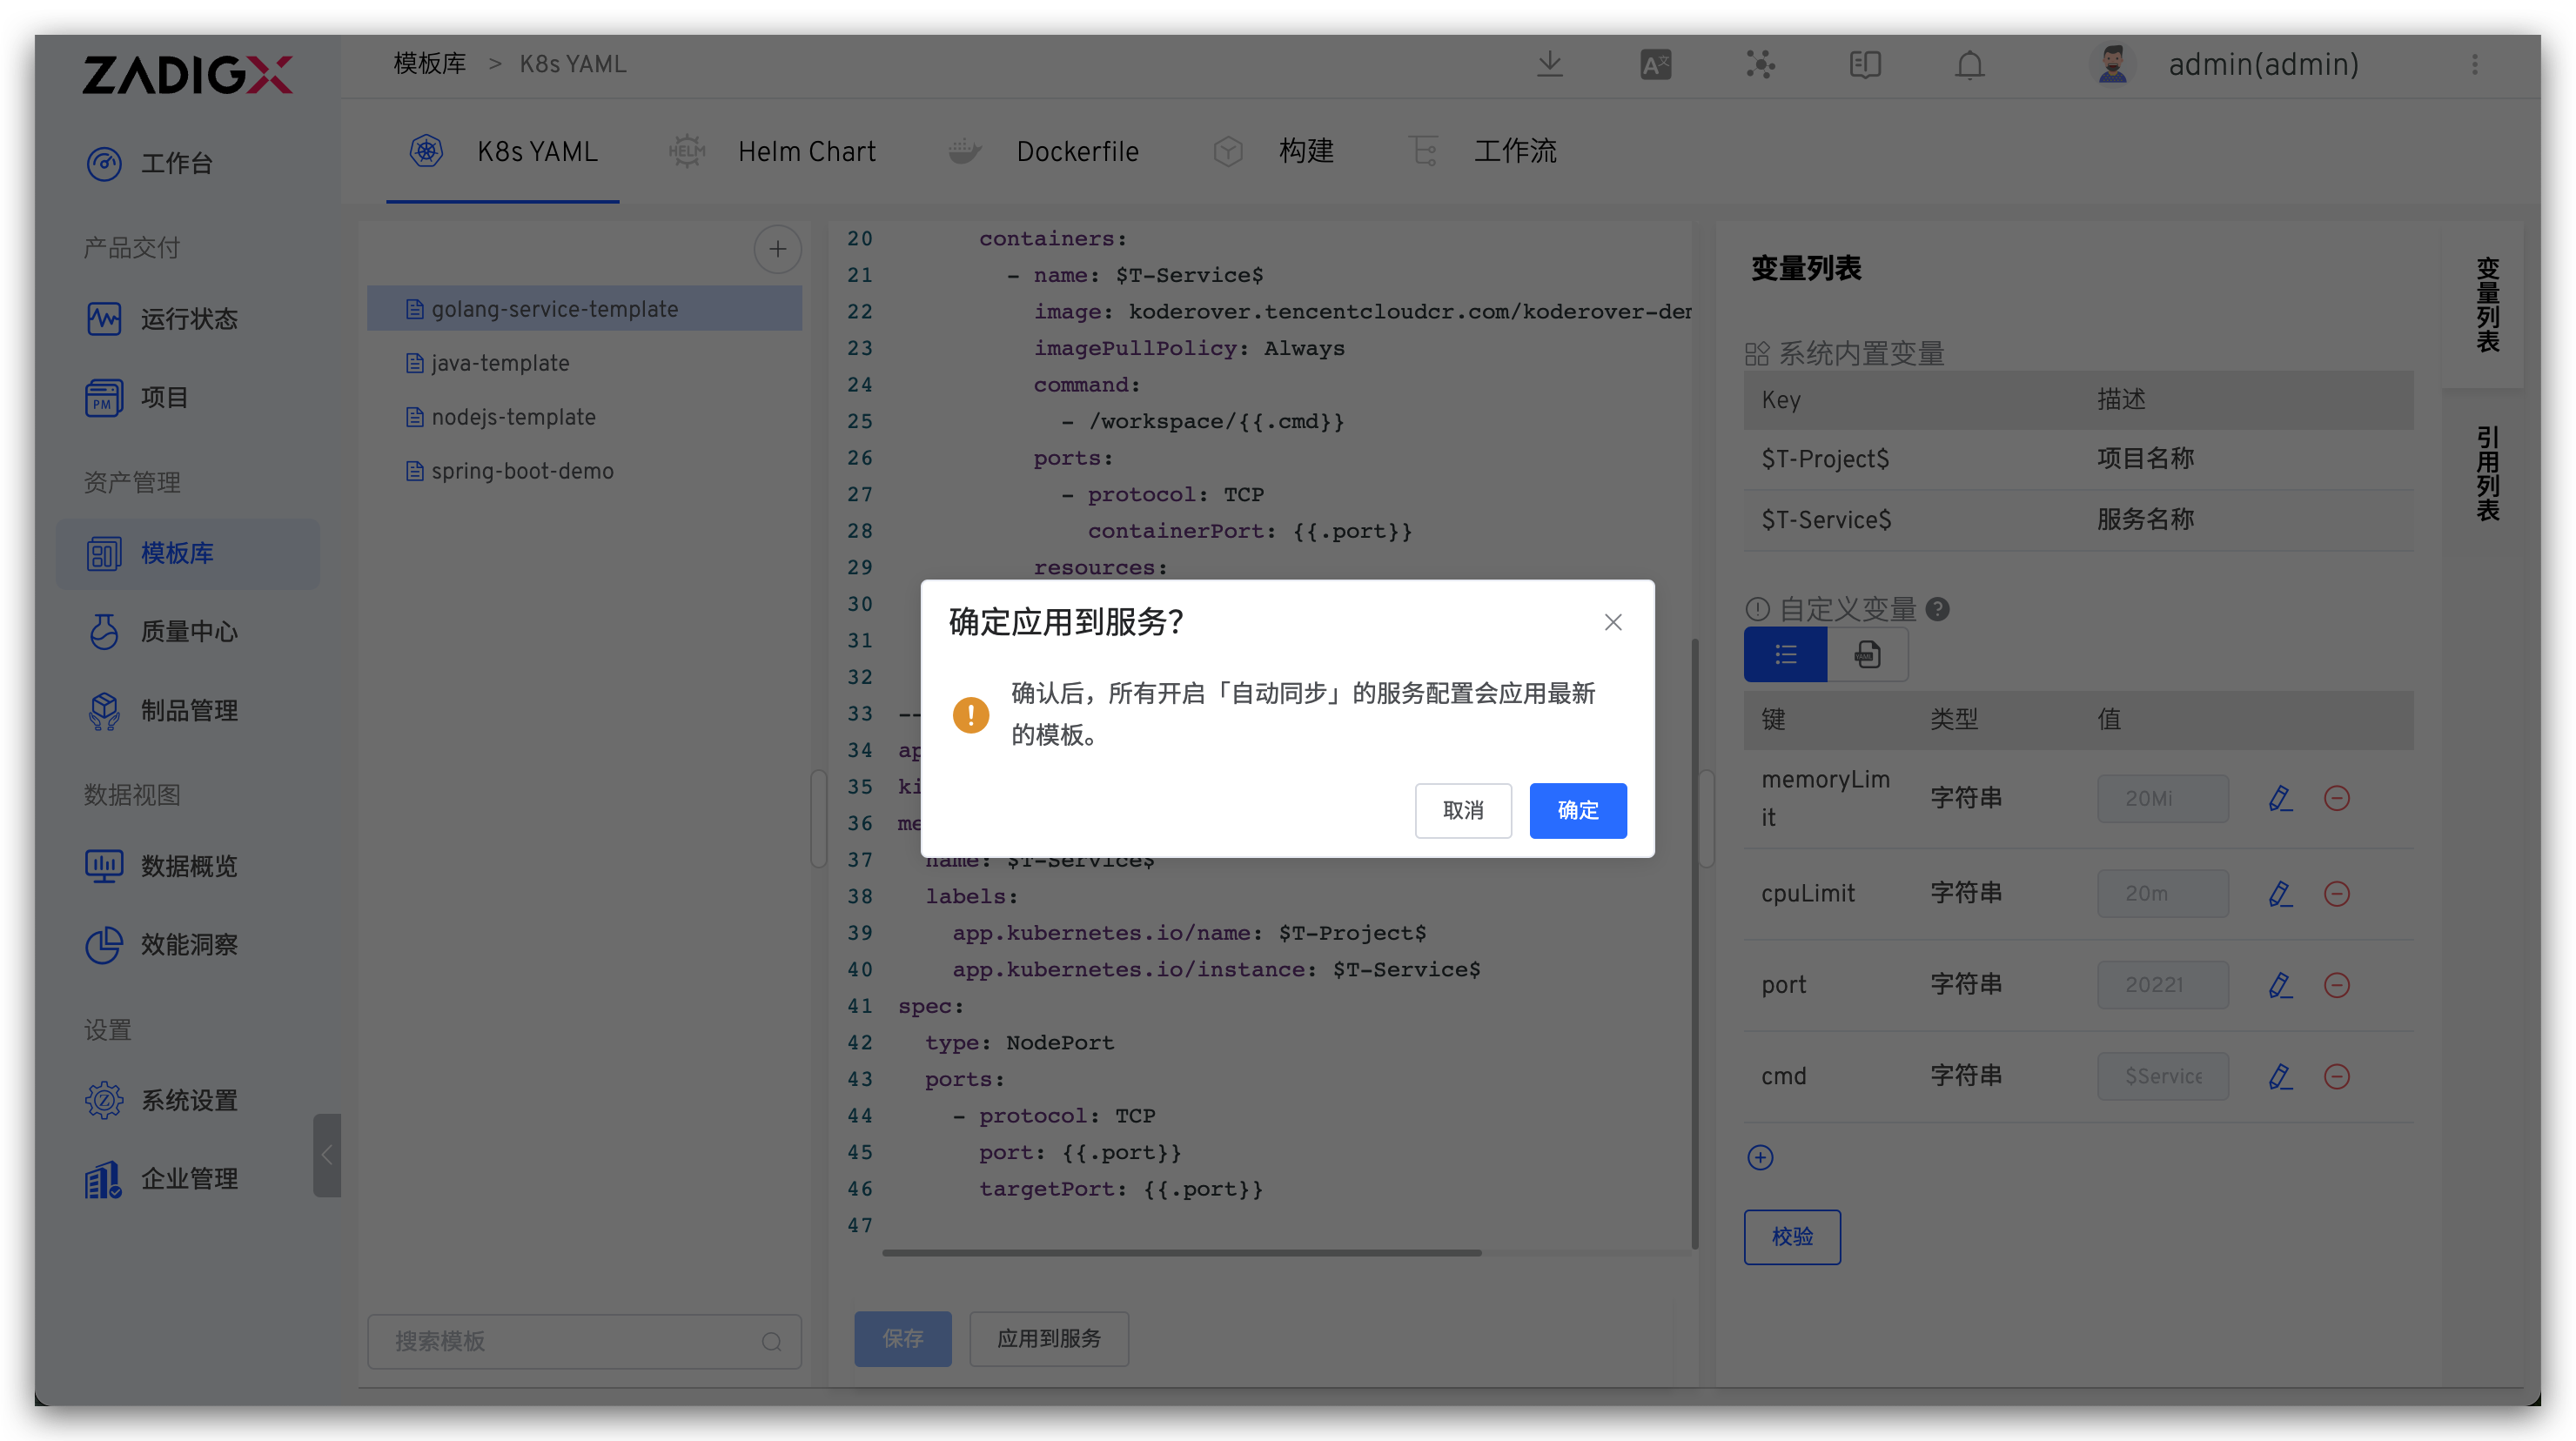 ZADIGX
模板库 > K8s YAML
admin(admin)
工作台
产品交付
运行状态
项目
资产管理
模板库
质量中心
制品管理
数据视图
数据概览
效能洞察
设置
系统设置
企业管理
K8s YAML
Helm Chart
Dockerfile
构建
工作流
golang-service-template
java-template
nodejs-template
spring-boot-demo
搜索模板
20 containers:
21 - name: $T-Service$
22 image: koderover.tencentcloudcr.com/koderover-der
23 imagePullPolicy: Always
24 command:
25 - /workspace/{{.cmd}}
26 ports:
27 - protocol: TCP
28 containerPort: {{.port}}
29 resources:
30
31
32
33 --
34 ap
35 ki
36 me
37 name: $T-Service$
38 labels:
39 app.kubernetes.io/name: $T-Project$
40 app.kubernetes.io/instance: $T-Service$
41 spec:
42 type: NodePort
43 ports:
44 - protocol: TCP
45 port: {{.port}}
46 targetPort: {{.port}}
47
保存
应用到服务
确定应用到服务?
确认后，所有开启「自动同步」的服务配置会应用最新
的模板。
取消
确定
变量列表
系统内置变量
Key 描述
$T-Project$ 项目名称
$T-Service$ 服务名称
自定义变量
键 类型 值
memoryLim
it 字符串 20Mi
cpuLimit 字符串 20m
port 字符串 20221
cmd 字符串 $Service
校验
变量列表
引用列表